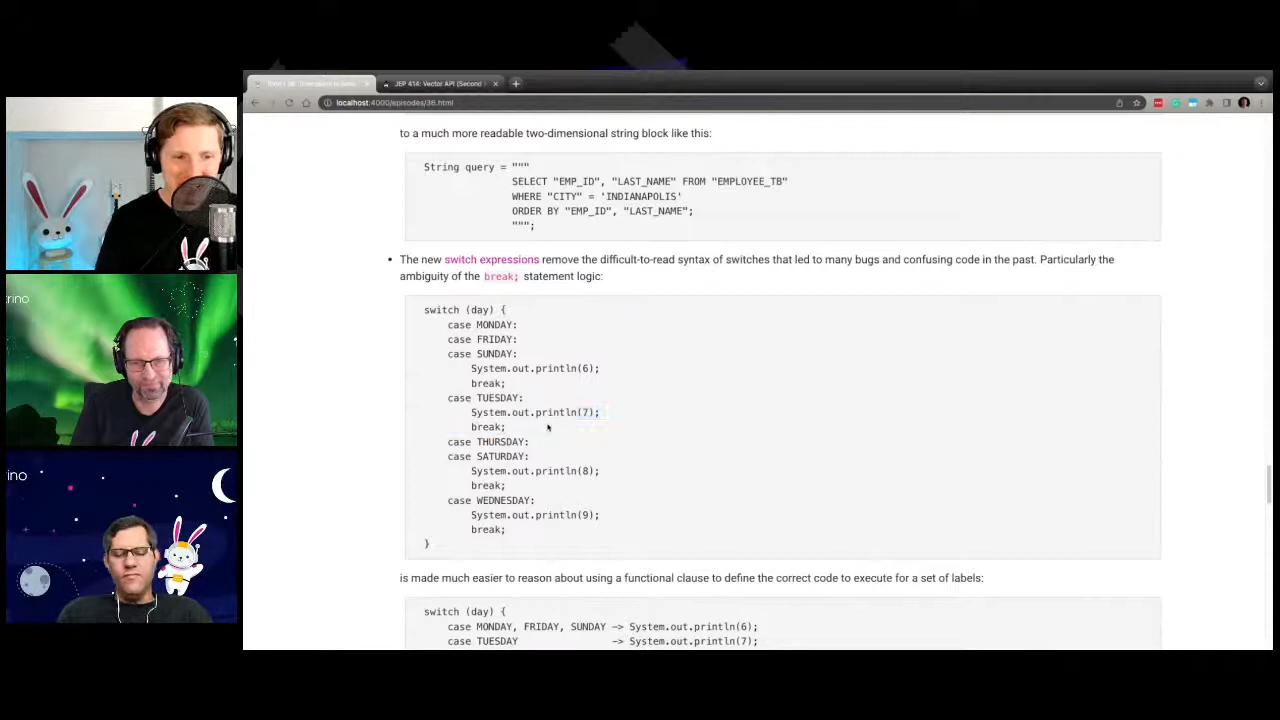 JEP 414: Vector API (Second
localhost:4000/episodes/36.html
to a much more readable two-dimensional string block like this:
String query = """
SELECT "EMP_ID", "LAST_NAME" FROM "EMPLOYEE_TB"
WHERE "CITY" = 'INDIANAPOLIS'
ORDER BY "EMP_ID", "LAST_NAME";
""";
The new switch expressions remove the difficult-to-read syntax of switches that led to many bugs and confusing code in the past. Particularly the
ambiguity of the break; statement logic:
switch (day) {
case MONDAY:
case FRIDAY:
case SUNDAY:
System.out.println(6);
break;
case TUESDAY:
System.out.println(7);
break;
case THURSDAY:
case SATURDAY:
System.out.println(8);
break;
case WEDNESDAY:
System.out.println(9);
break;
}
is made much easier to reason about using a functional clause to define the correct code to execute for a set of labels:
switch (day) {
case MONDAY, FRIDAY, SUNDAY -> System.out.println(6);
case TUESDAY -> System.out.println(7);
trino
ino